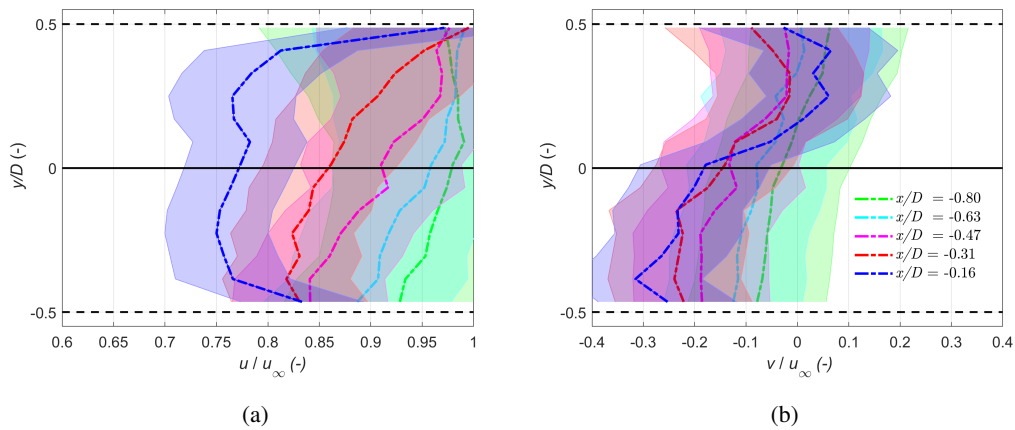 0.5
0
-0.5
y/D (-)
0.6 0.65 0.7 0.75 0.8 0.85 0.9 0.95 1
u / u∞ (-)
(a)
0.5
0
-0.5
y/D (-)
x/D = -0.80
x/D = -0.63
x/D = -0.47
x/D = -0.31
x/D = -0.16
-0.4 -0.3 -0.2 -0.1 0 0.1 0.2 0.3 0.4
v / u∞ (-)
(b)